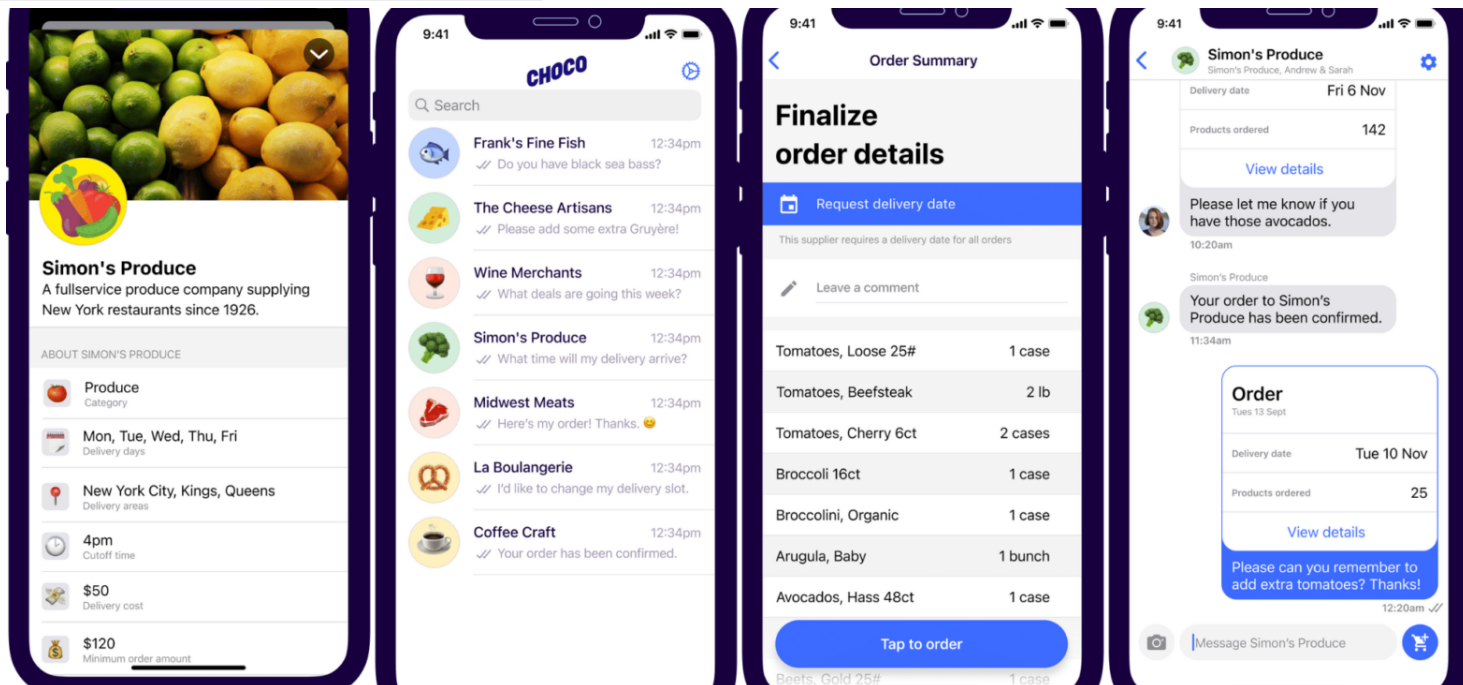 Simon's Produce
A fullservice produce company supplying
New York restaurants since 1926.
ABOUT SIMON'S PRODUCE
Produce
Category
Mon, Tue, Wed, Thu, Fri
Delivery days
New York City, Kings, Queens
Delivery areas
4pm
Cutoff time
$50
Delivery cost
$120
Minimum order amount
9:41
CHOCO
Search
Frank's Fine Fish 12:34pm
Do you have black sea bass?
The Cheese Artisans 12:34pm
Please add some extra Gruyère!
Wine Merchants 12:34pm
What deals are going this week?
Simon's Produce 12:34pm
What time will my delivery arrive?
Midwest Meats 12:34pm
Here's my order! Thanks. 😊
La Boulangerie 12:34pm
I'd like to change my delivery slot.
Coffee Craft 12:34pm
Your order has been confirmed.
9:41
Order Summary
Finalize
order details
Request delivery date
This supplier requires a delivery date for all orders
Leave a comment
Tomatoes, Loose 25# 1 case
Tomatoes, Beefsteak 2 lb
Tomatoes, Cherry 6ct 2 cases
Broccoli 16ct 1 case
Broccolini, Organic 1 case
Arugula, Baby 1 bunch
Avocados, Hass 48ct 1 case
Tap to order
Beets, Gold 25# 1 case
9:41
Simon's Produce
Simon's Produce, Andrew & Sarah
Delivery date Fri 6 Nov
Products ordered 142
View details
Please let me know if you
have those avocados.
10:20am
Simon's Produce
Your order to Simon's
Produce has been confirmed.
11:34am
Order
Tues 13 Sept
Delivery date Tue 10 Nov
Products ordered 25
View details
Please can you remember to
add extra tomatoes? Thanks!
12:20am
Message Simon's Produce